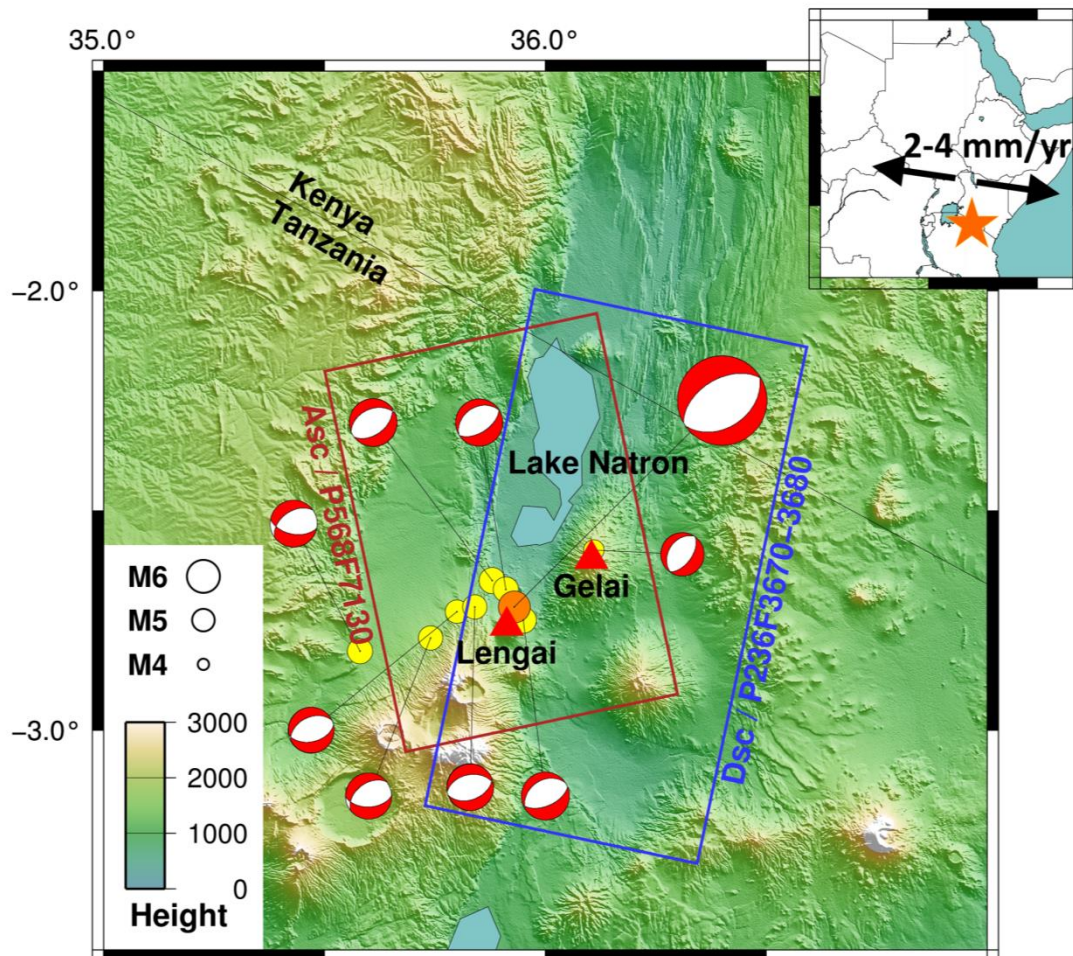 35.0°
36.0°
2-4 mm/yr
Kenya
Tanzania
−2.0°
Asc / P568F7130
Lake Natron
Dsc / P236F3670−3680
Gelai
Lengai
M6
M5
M4
−3.0°
3000
2000
1000
0
Height